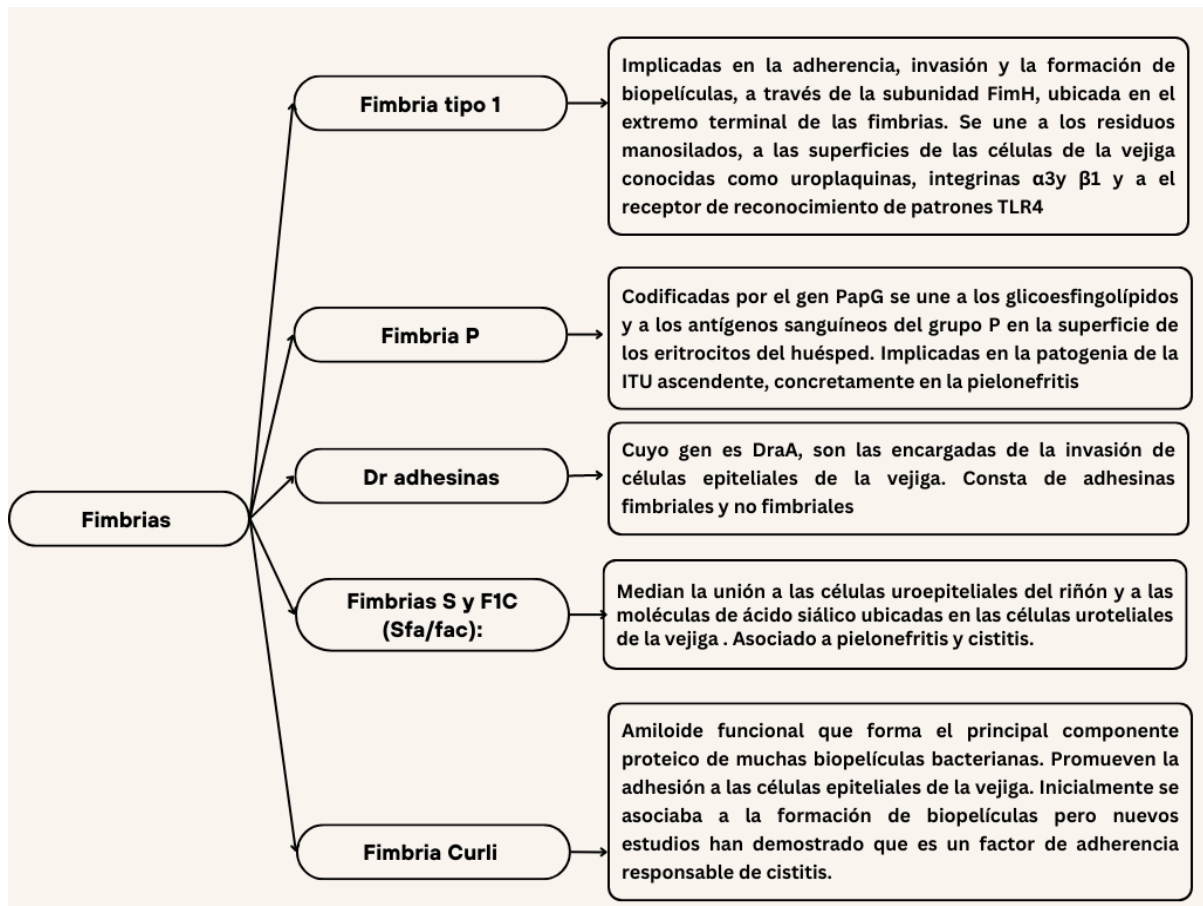 Fimbrias
Fimbria tipo 1
Implicadas en la adherencia, invasión y la formación de
biopelículas, a través de la subunidad FimH, ubicada en el
extremo terminal de las fimbrias. Se une a los residuos
manosilados, a las superficies de las células de la vejiga
conocidas como uroplaquinas, integrinas α3y β1 y a el
receptor de reconocimiento de patrones TLR4
Fimbria P
Codificadas por el gen PapG se une a los glicoesfingolípidos
y a los antígenos sanguíneos del grupo P en la superficie de
los eritrocitos del huésped. Implicadas en la patogenia de la
ITU ascendente, concretamente en la pielonefritis
Dr adhesinas
Cuyo gen es DraA, son las encargadas de la invasión de
células epiteliales de la vejiga. Consta de adhesinas
fimbriales y no fimbriales
Fimbrias S y F1C
(Sfa/fac):
Median la unión a las células uroepiteliales del riñón y a las
moléculas de ácido siálico ubicadas en las células uroteliales
de la vejiga . Asociado a pielonefritis y cistitis.
Fimbria Curli
Amiloide funcional que forma el principal componente
proteico de muchas biopelículas bacterianas. Promueven la
adhesión a las células epiteliales de la vejiga. Inicialmente se
asociaba a la formación de biopelículas pero nuevos
estudios han demostrado que es un factor de adherencia
responsable de cistitis.